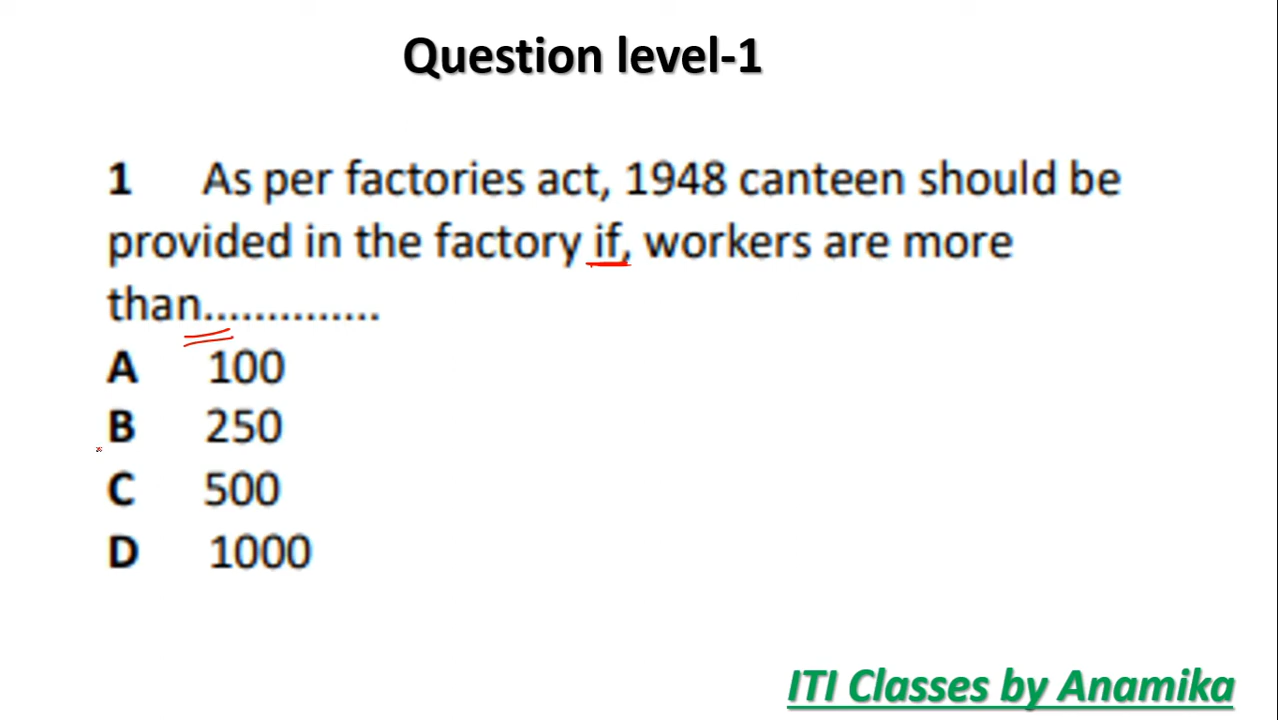 Question level-1
1 As per factories act, 1948 canteen should be
provided in the factory if, workers are more
than..............
A 100
B 250
C 500
D 1000
ITI Classes by Anamika